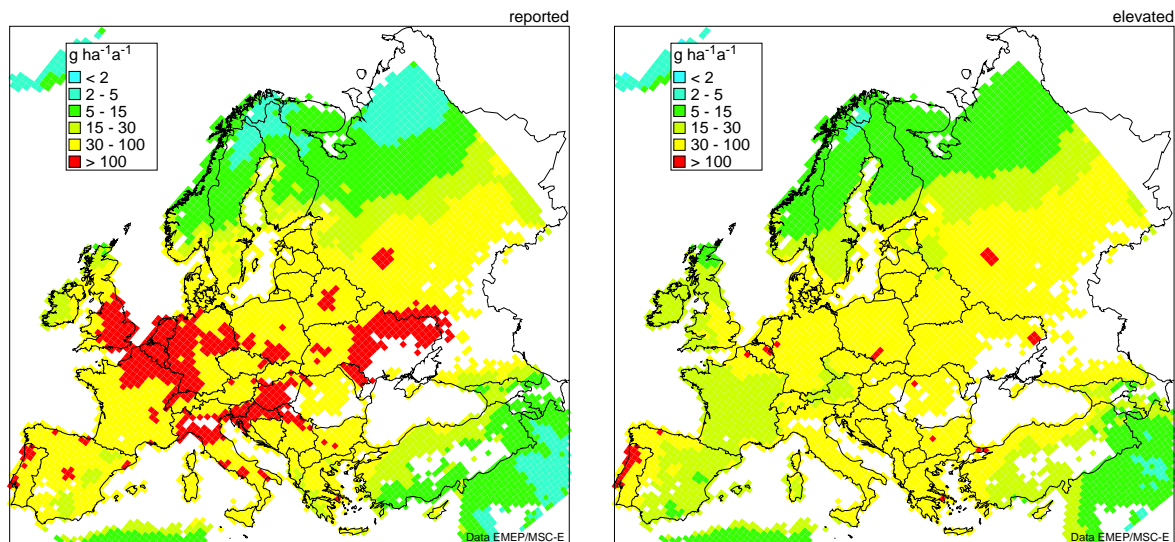 reported
g ha-1a-1
< 2
2 - 5
5 - 15
15 - 30
30 - 100
> 100
Data EMEP/MSC-E
elevated
g ha-1a-1
< 2
2 - 5
5 - 15
15 - 30
30 - 100
> 100
Data EMEP/MSC-E